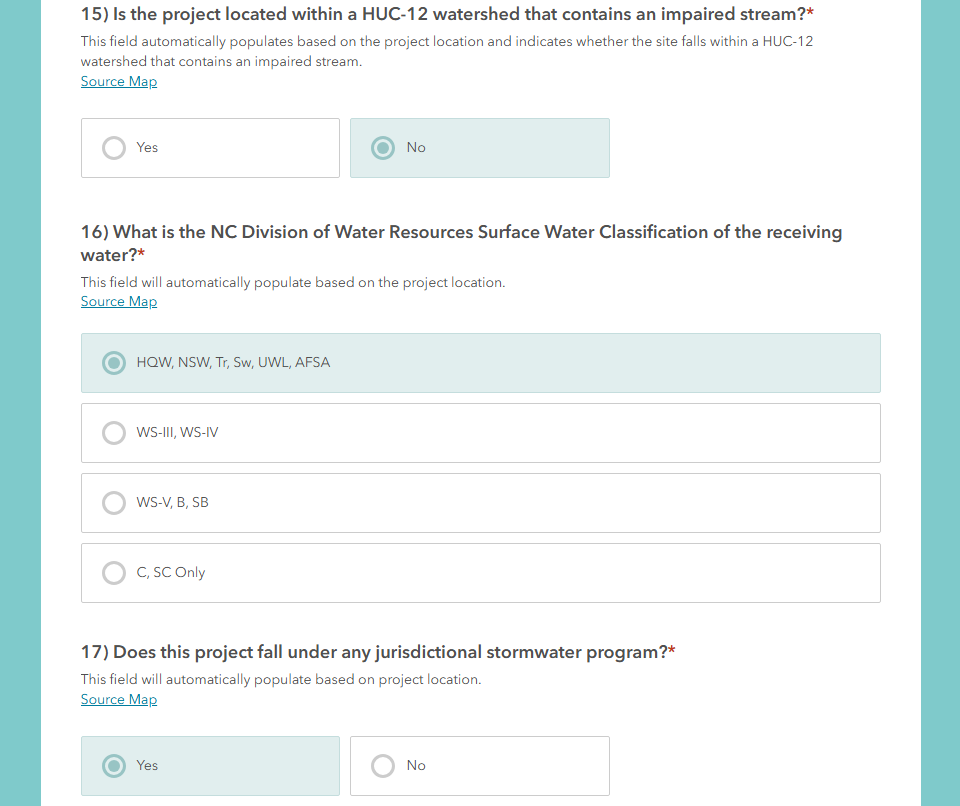 15) Is the project located within a HUC-12 watershed that contains an impaired stream?*
This field automatically populates based on the project location and indicates whether the site falls within a HUC-12
watershed that contains an impaired stream.
Source Map
Yes
No
16) What is the NC Division of Water Resources Surface Water Classification of the receiving
water?*
This field will automatically populate based on the project location.
Source Map
HQW, NSW, Tr, Sw, UWL, AFSA
WS-III, WS-IV
WS-V, B, SB
C, SC Only
17) Does this project fall under any jurisdictional stormwater program?*
This field will automatically populate based on project location.
Source Map
Yes
No